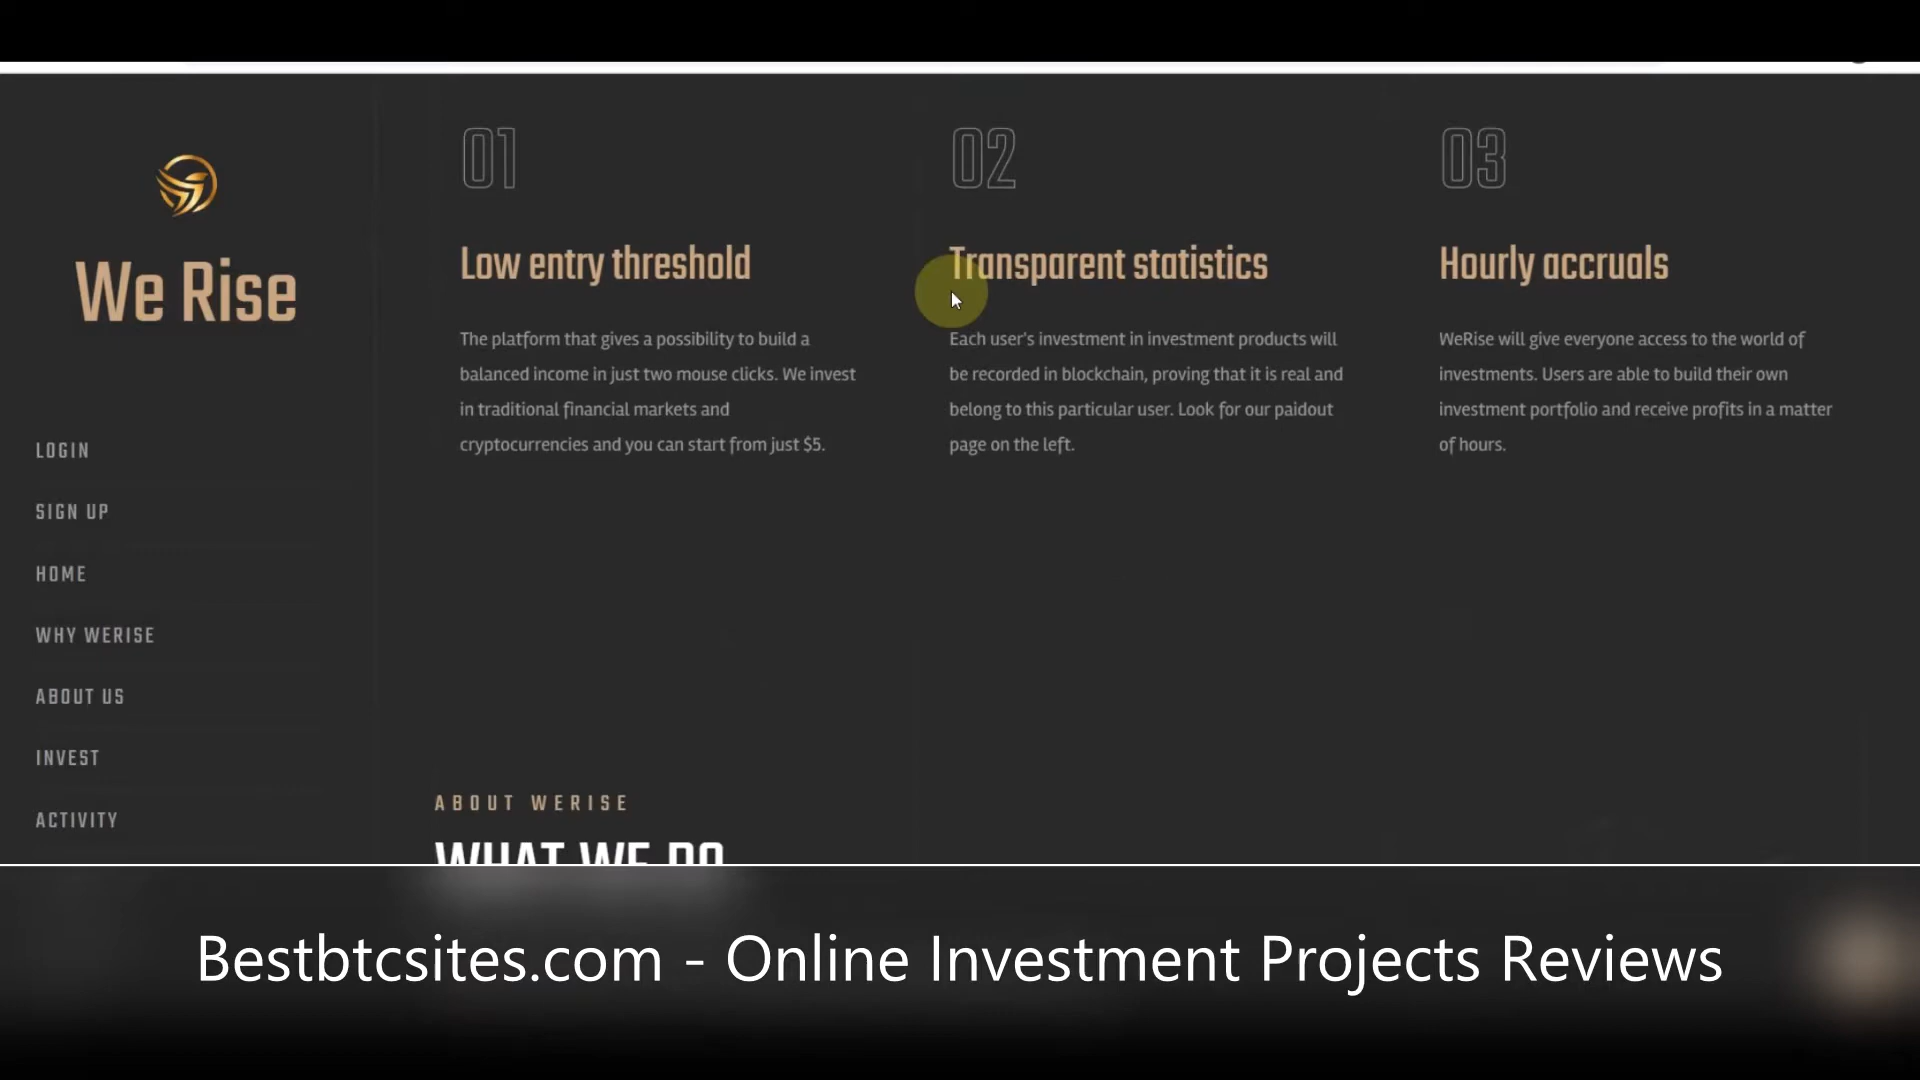 We Rise
LOGIN
SIGN UP
HOME
WHY WERISE
ABOUT US
INVEST
ACTIVITY
01
Low entry threshold
The platform that gives a possibility to build a
balanced income in just two mouse clicks. We invest
in traditional financial markets and
cryptocurrencies and you can start from just $5.
02
Transparent statistics
Each user's investment in investment products will
be recorded in blockchain, proving that it is real and
belong to this particular user. Look for our paidout
page on the left.
03
Hourly accruals
WeRise will give everyone access to the world of
investments. Users are able to build their own
investment portfolio and receive profits in a matter
of hours.
ABOUT WERISE
WHAT WE DO
Bestbtcsites.com - Online Investment Projects Reviews